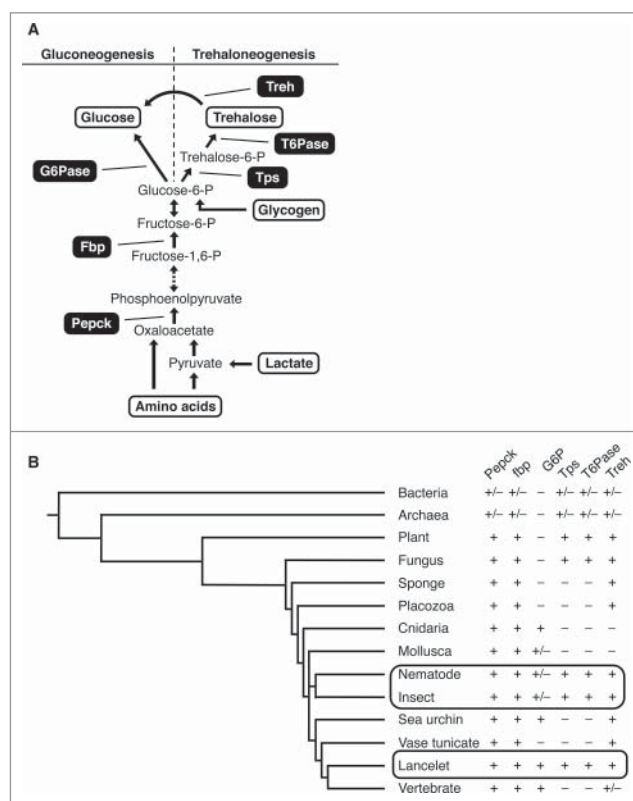 A
Gluconeogenesis Trehaloneogenesis
Treh
Glucose Trehalose
T6Pase
Trehalose-6-P
G6Pase
Tps
Glucose-6-P
Glycogen
Fructose-6-P
Fbp
Fructose-1,6-P
Phosphoenolpyruvate
Pepck
Oxaloacetate
Pyruvate Lactate
Amino acids
B
Pepck fbp G6P Tps T6Pase Treh
Bacteria +/– +/– – +/– +/– +/–
Archaea +/– +/– – +/– +/– +/–
Plant + + – + + +
Fungus + + – + + +
Sponge + + – – – +
Placozoa + + – – – +
Cnidaria + + + – – –
Mollusca + + +/– – – –
Nematode + + +/– + + +
Insect + + +/– + + +
Sea urchin + + + – – +
Vase tunicate + + – – – +
Lancelet + + + + + +
Vertebrate + + + – – +/–